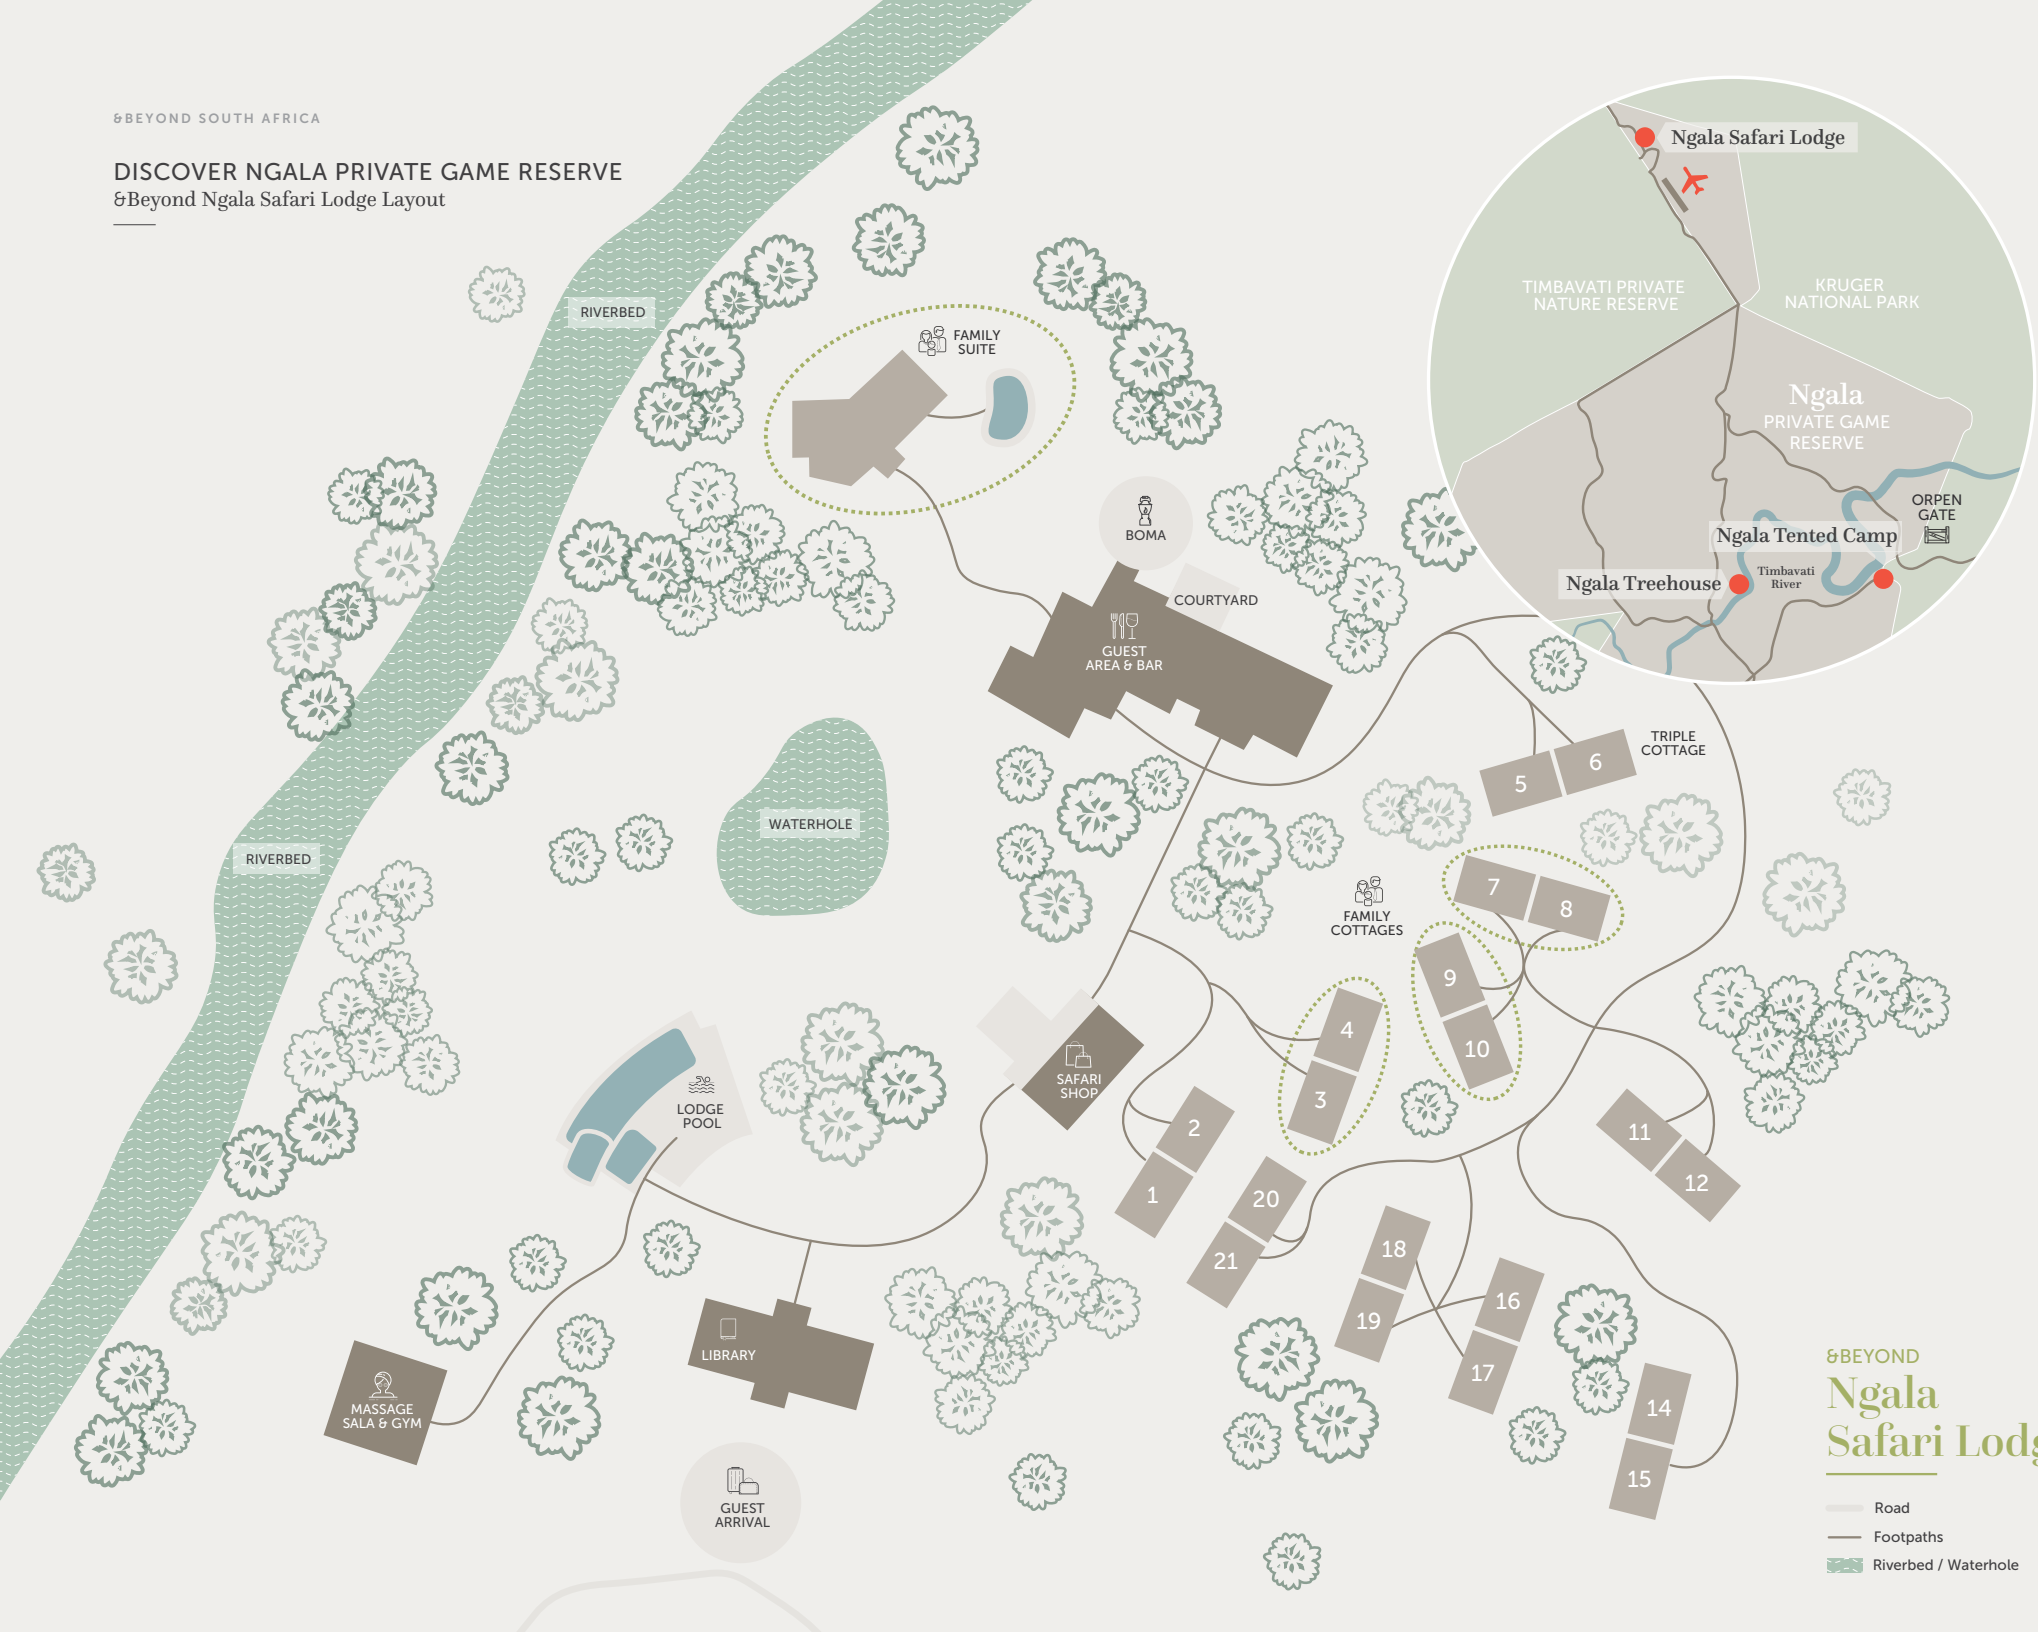 &BEYOND SOUTH AFRICA
DISCOVER NGALA PRIVATE GAME RESERVE
&Beyond Ngala Safari Lodge Layout
Ngala Safari Lodge
TIMBAVATI PRIVATE
NATURE RESERVE
KRUGER
NATIONAL PARK
Ngala
PRIVATE GAME
RESERVE
ORPEN
GATE
Ngala Tented Camp
Ngala Treehouse
Timbavati
River
RIVERBED
FAMILY
SUITE
BOMA
COURTYARD
GUEST
AREA & BAR
TRIPLE
COTTAGE
5
6
WATERHOLE
RIVERBED
7
8
FAMILY
COTTAGES
9
10
4
3
SAFARI
SHOP
LODGE
POOL
2
1
11
12
20
21
18
19
16
17
14
15
LIBRARY
MASSAGE
SALA & GYM
GUEST
ARRIVAL
&BEYOND
Ngala
Safari Lodg
Road
Footpaths
Riverbed / Waterhole